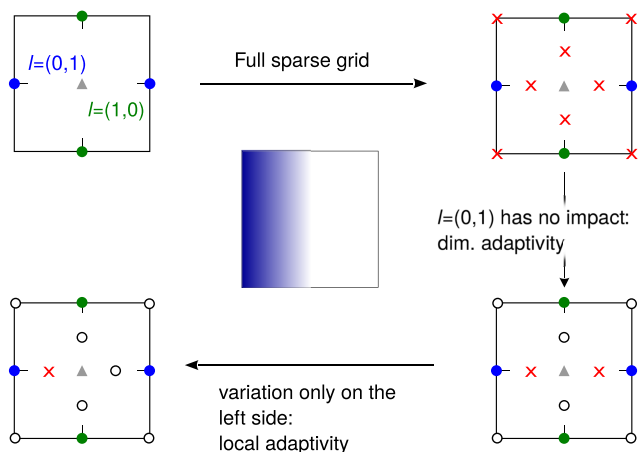 l=(0,1)
l=(1,0)
Full sparse grid
l=(0,1) has no impact:
dim. adaptivity
variation only on the
left side:
local adaptivity